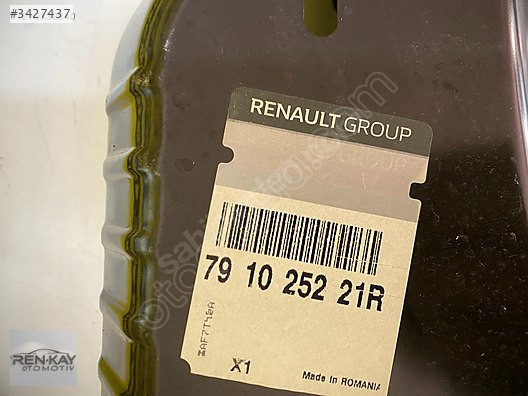 #3427437
RENAULT GROUP
79 10 252 21R
X1
Made in ROMANIA
REN-KAY
OTOMOTİV